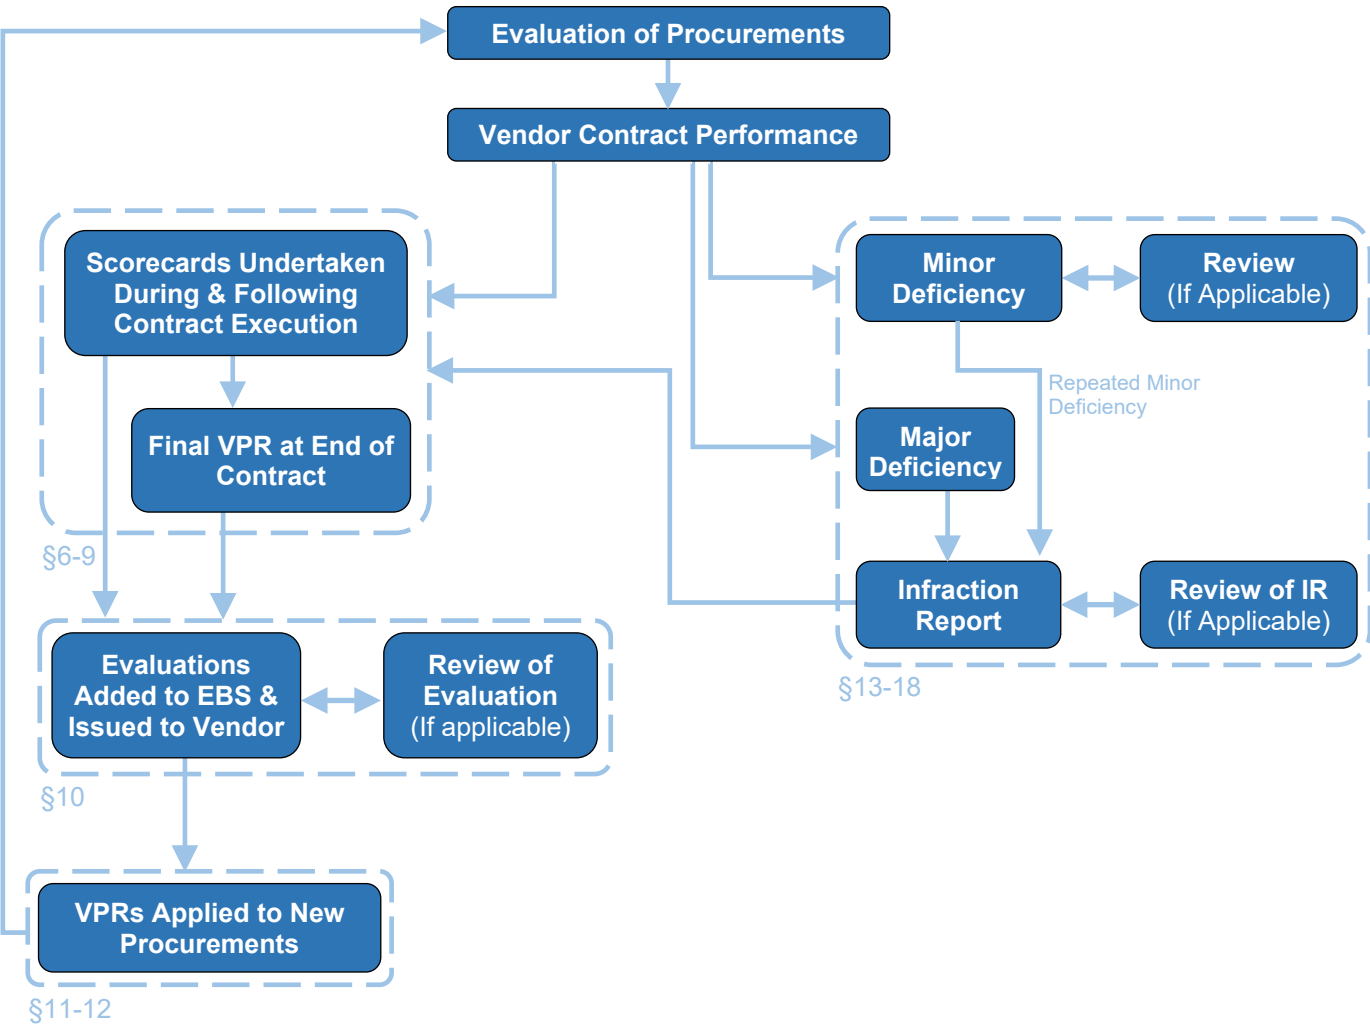 Evaluation of Procurements
Vendor Contract Performance
Scorecards Undertaken
During & Following
Contract Execution
Final VPR at End of
Contract
§6-9
Minor
Deficiency
Review
(If Applicable)
Repeated Minor
Deficiency
Major
Deficiency
Infraction
Report
Review of IR
(If Applicable)
§13-18
Evaluations
Added to EBS &
Issued to Vendor
Review of
Evaluation
(If applicable)
§10
VPRs Applied to New
Procurements
§11-12